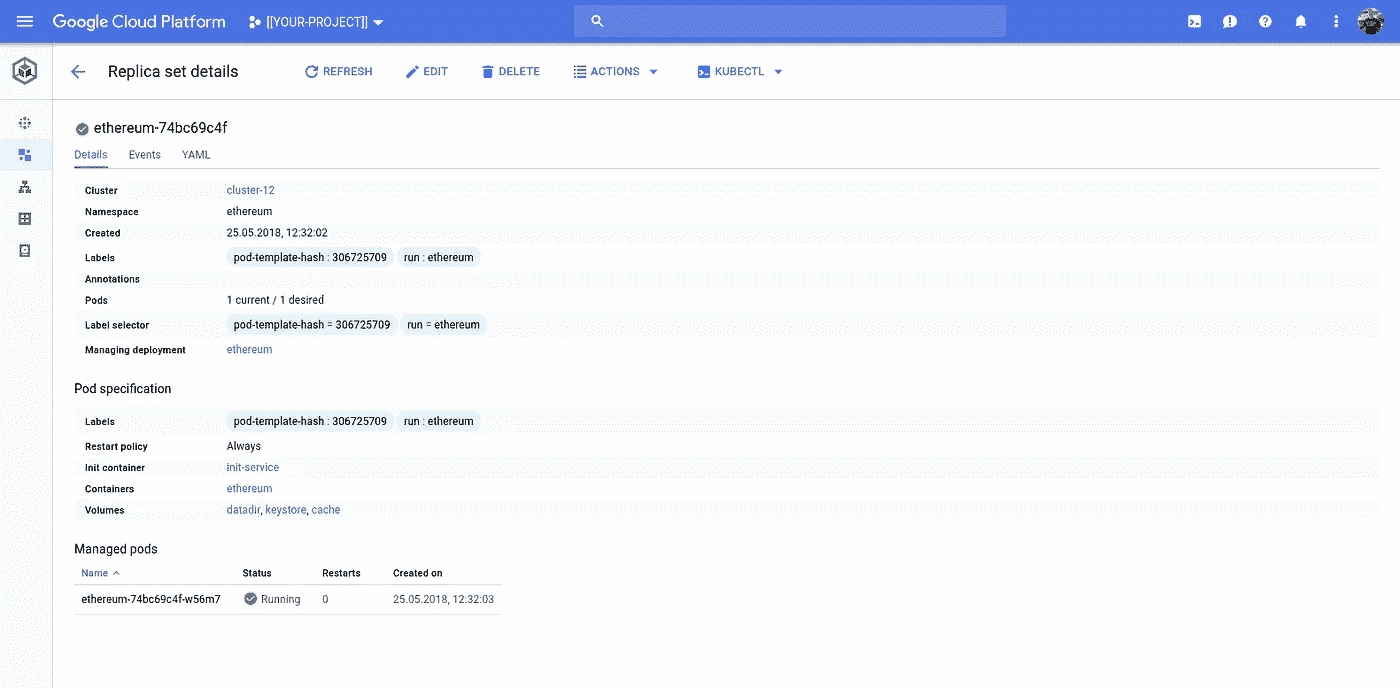 Google Cloud Platform [[YOUR-PROJECT]]
Replica set details REFRESH EDIT DELETE ACTIONS KUBECTL
ethereum-74bc69c4f
Details Events YAML
Cluster cluster-12
Namespace ethereum
Created 25.05.2018, 12:32:02
Labels pod-template-hash : 306725709 run : ethereum
Annotations
Pods 1 current / 1 desired
Label selector pod-template-hash = 306725709 run = ethereum
Managing deployment ethereum
Pod specification
Labels pod-template-hash : 306725709 run : ethereum
Restart policy Always
Init container init-service
Containers ethereum
Volumes datadir, keystore, cache
Managed pods
Name Status Restarts Created on
ethereum-74bc69c4f-w56m7 Running 0 25.05.2018, 12:32:03